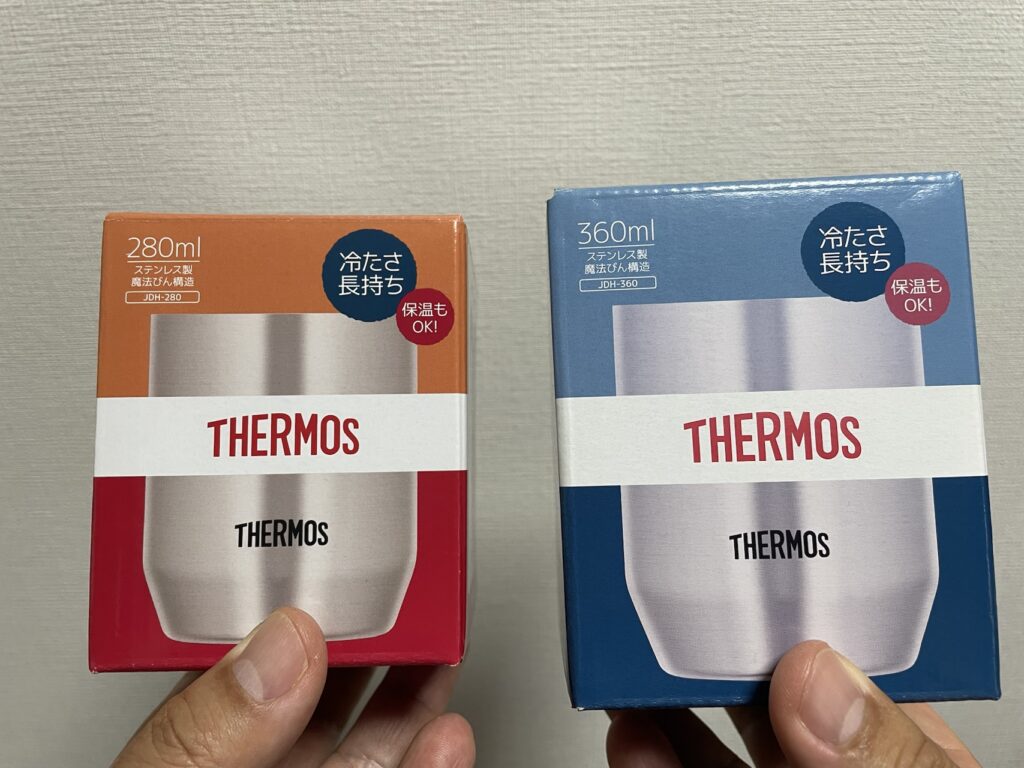 280ml
ステンレス製
魔法びん構造
JDH-280
冷たさ
長持ち
保温も
OK!
THERMOS
THERMOS
360ml
ステンレス製
魔法びん構造
JDH-360
冷たさ
長持ち
保温も
OK!
THERMOS
THERMOS